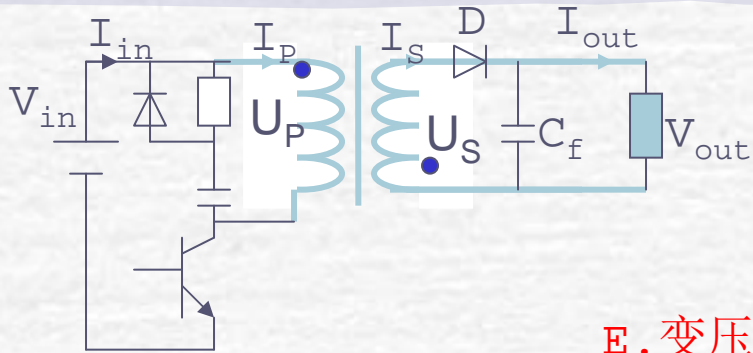 I_in I_P I_S D I_out
V_in U_P U_S C_f V_out
E.变压